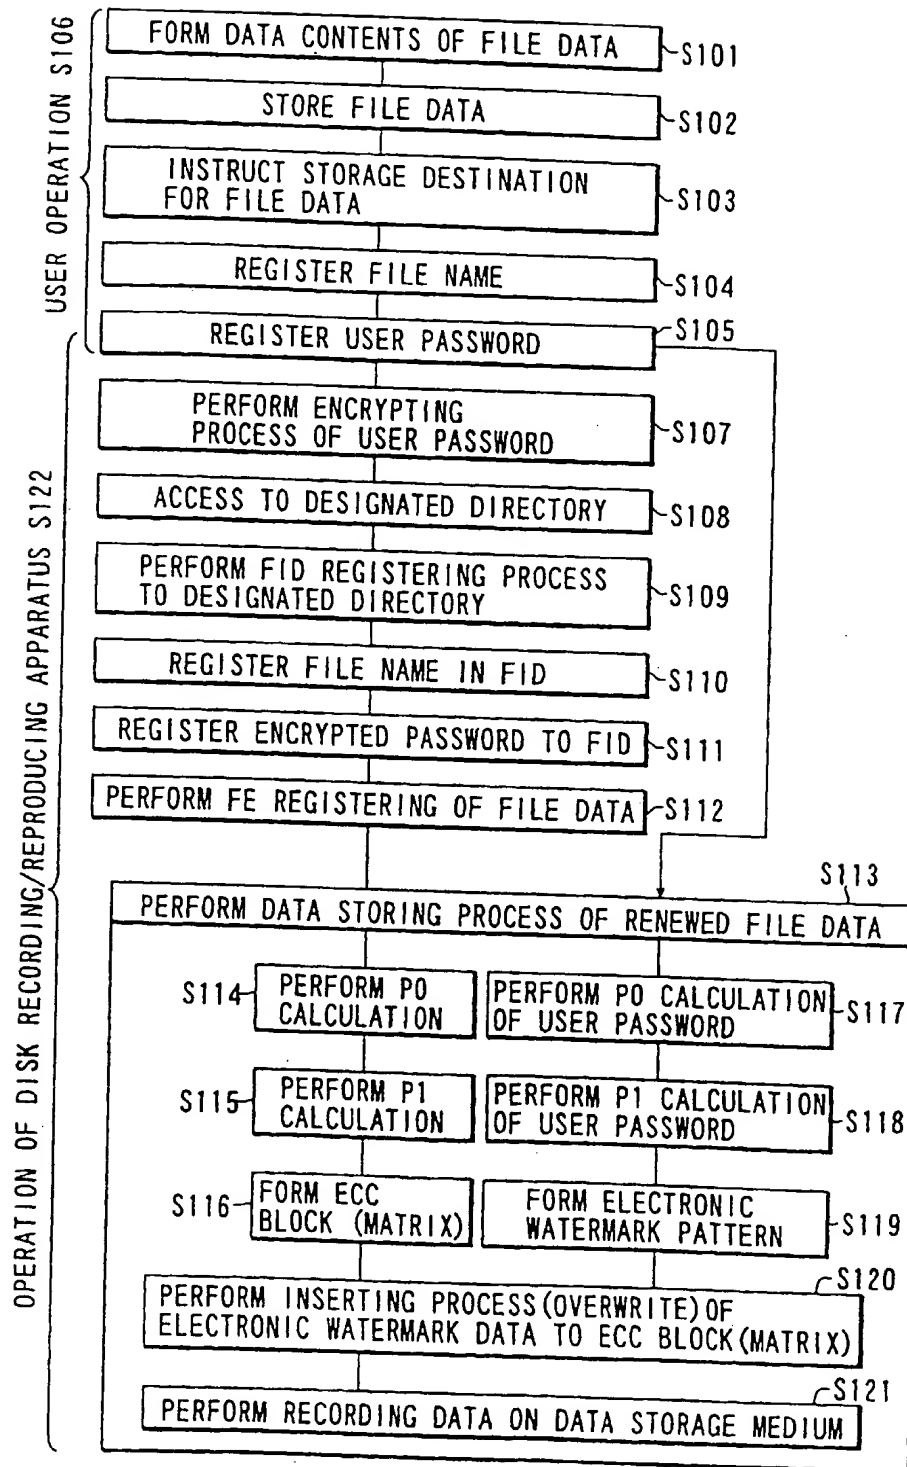 USER OPERATION S106
FORM DATA CONTENTS OF FILE DATA
S101
STORE FILE DATA
S102
INSTRUCT STORAGE DESTINATION
FOR FILE DATA
S103
REGISTER FILE NAME
S104
REGISTER USER PASSWORD
S105
OPERATION OF DISK RECORDING/REPRODUCING APPARATUS S122
PERFORM ENCRYPTING
PROCESS OF USER PASSWORD
S107
ACCESS TO DESIGNATED DIRECTORY
S108
PERFORM FID REGISTERING PROCESS
TO DESIGNATED DIRECTORY
S109
REGISTER FILE NAME IN FID
S110
REGISTER ENCRYPTED PASSWORD TO FID
S111
PERFORM FE REGISTERING OF FILE DATA
S112
S113
PERFORM DATA STORING PROCESS OF RENEWED FILE DATA
S114
PERFORM P0
CALCULATION
PERFORM P0 CALCULATION
OF USER PASSWORD
S117
S115
PERFORM P1
CALCULATION
PERFORM P1 CALCULATION
OF USER PASSWORD
S118
S116
FORM ECC
BLOCK (MATRIX)
FORM ELECTRONIC
WATERMARK PATTERN
S119
S120
PERFORM INSERTING PROCESS(OVERWRITE)OF
ELECTRONIC WATERMARK DATA TO ECC BLOCK(MATRIX)
S121
PERFORM RECORDING DATA ON DATA STORAGE MEDIUM